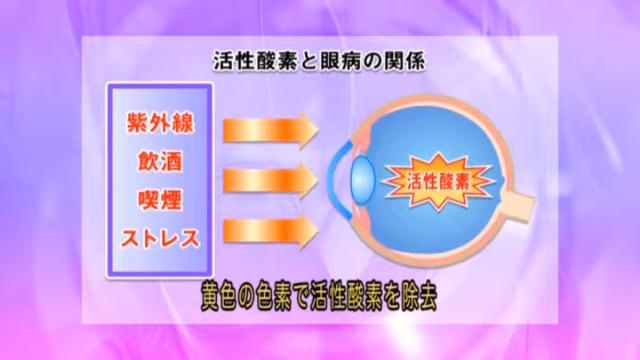 活性酸素と眼病の関係
紫外線
飲酒
喫煙
ストレス
活性酸素
黄色の色素で活性酸素を除去